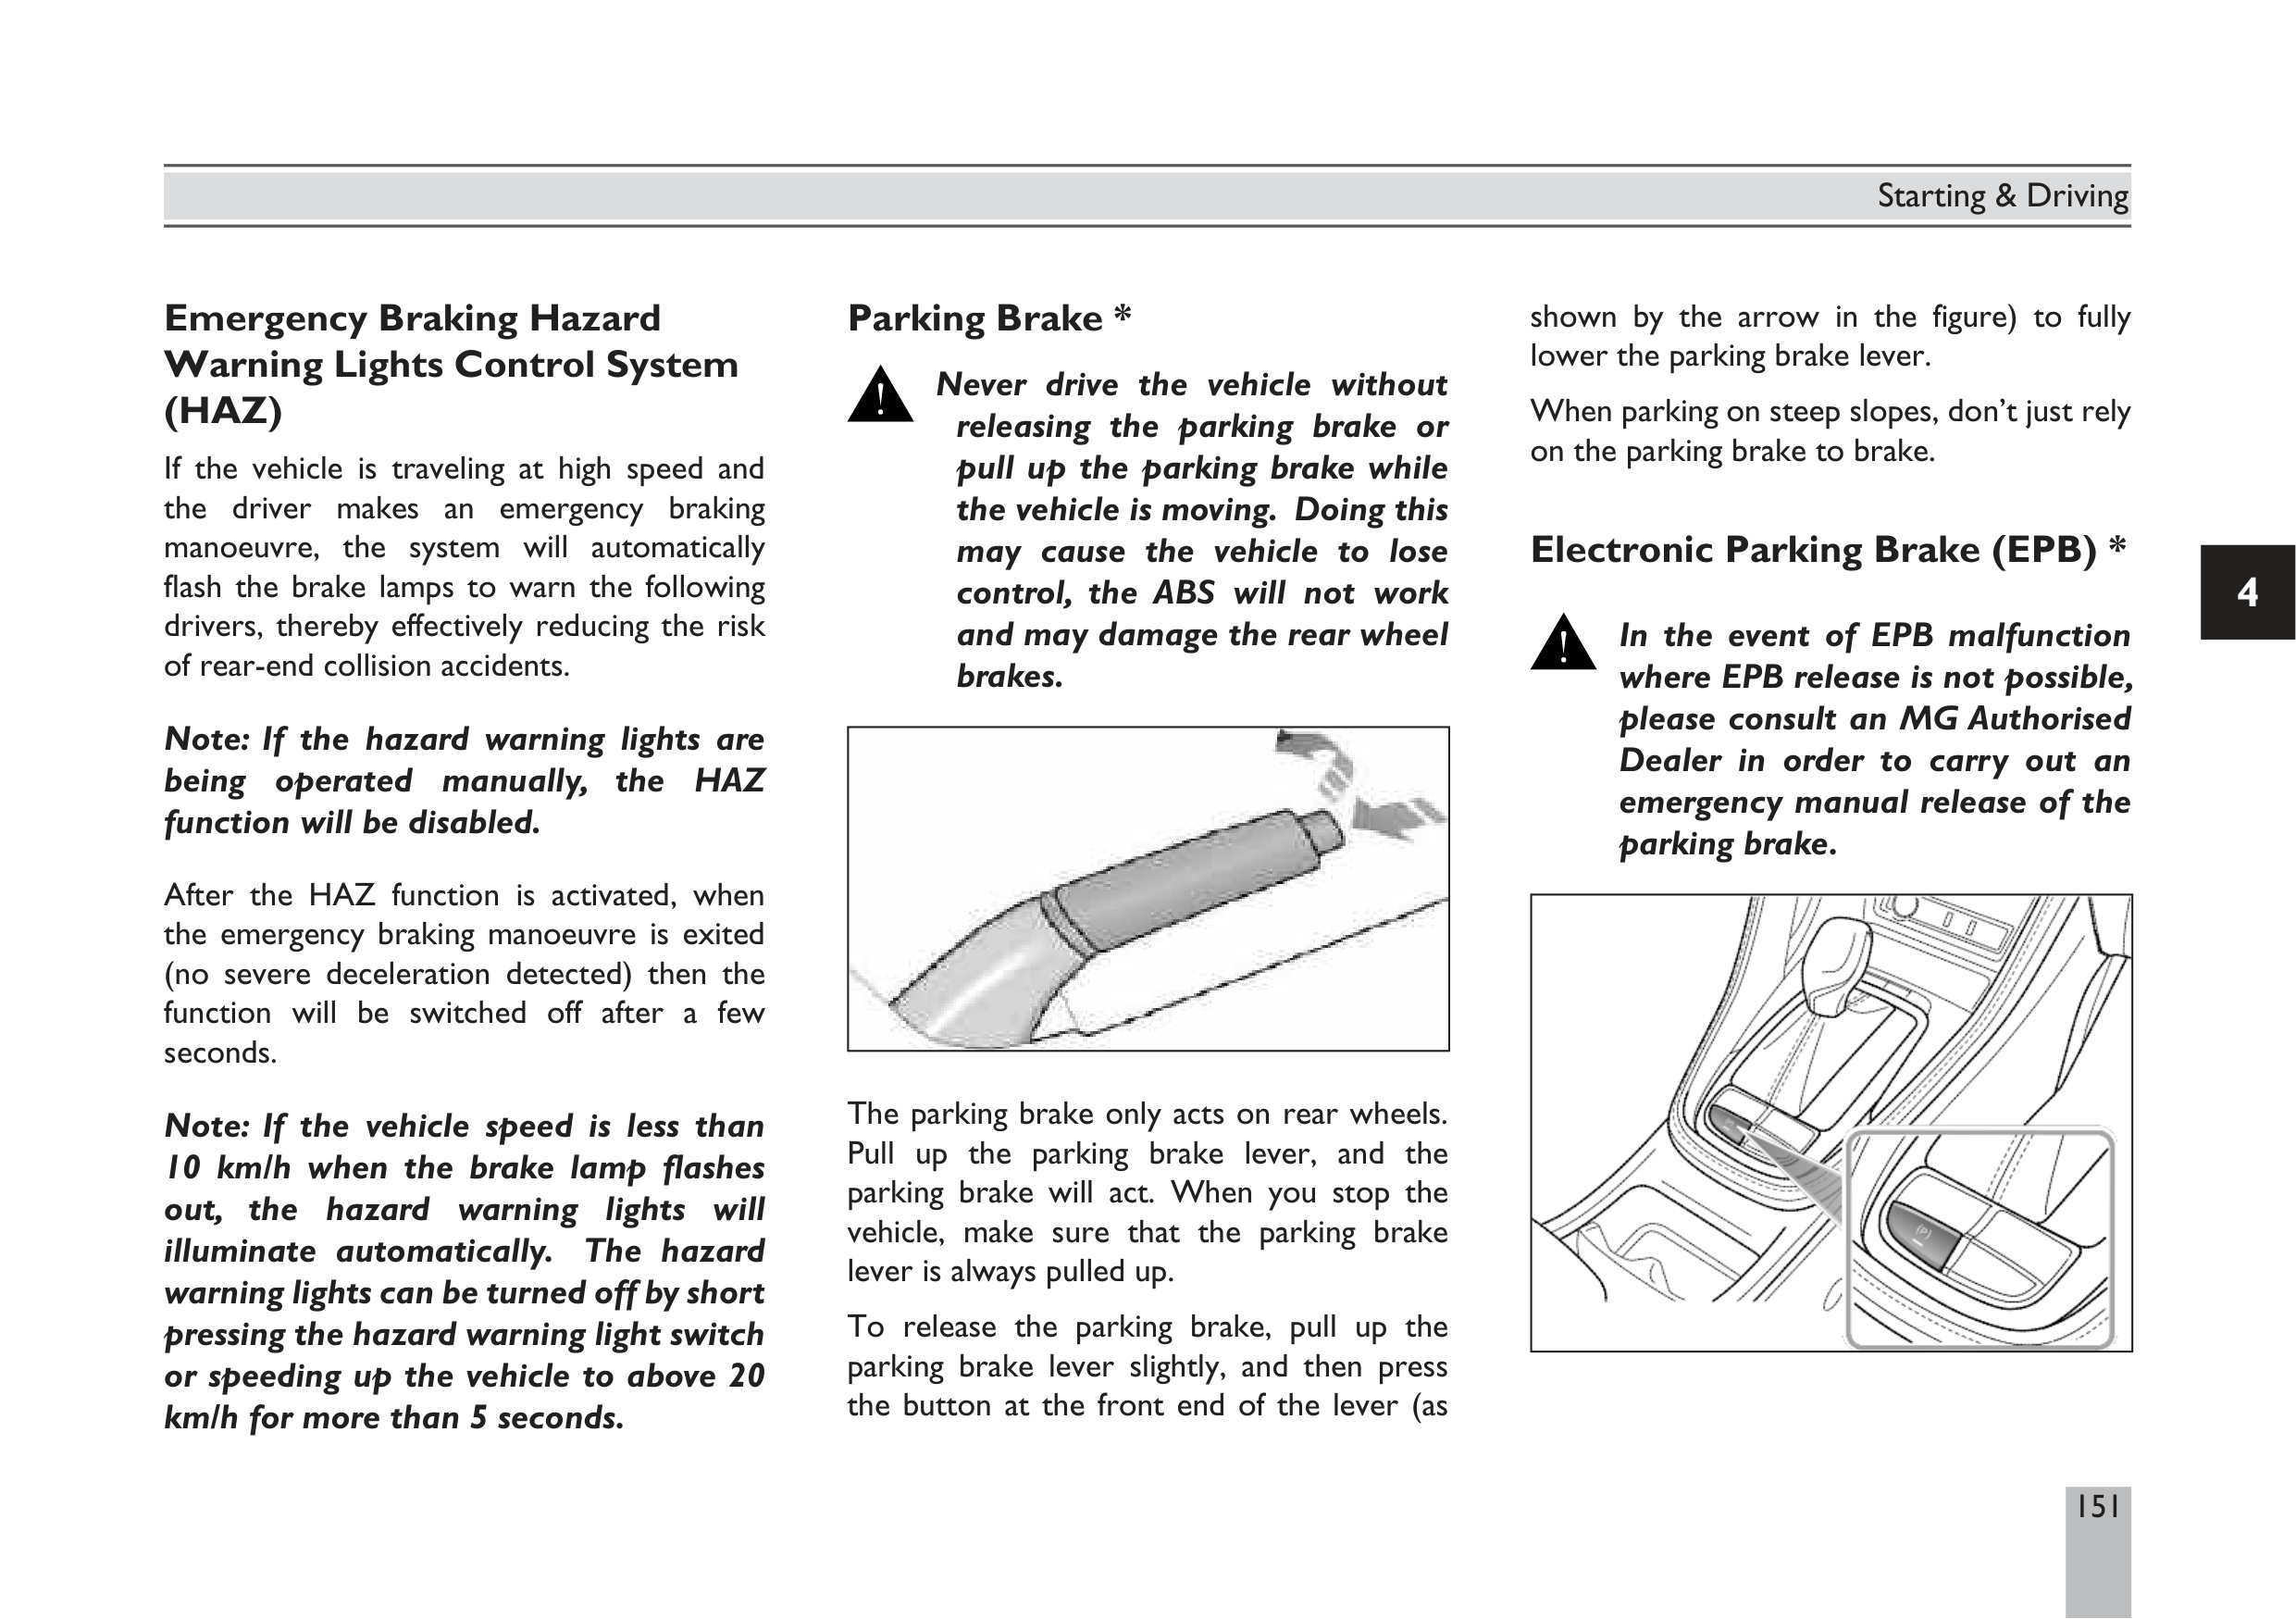 Starting & Driving
Emergency Braking Hazard
Warning Lights Control System
(HAZ)
If the vehicle is traveling at high speed and
the driver makes an emergency braking
manoeuvre, the system will automatically
flash the brake lamps to warn the following
drivers, thereby effectively reducing the risk
of rear-end collision accidents.
Note: If the hazard warning lights are
being operated manually, the HAZ
function will be disabled.
After the HAZ function is activated, when
the emergency braking manoeuvre is exited
(no severe deceleration detected) then the
function will be switched off after a few
seconds.
Note: If the vehicle speed is less than
10 km/h when the brake lamp flashes
out, the hazard warning lights will
illuminate automatically. The hazard
warning lights can be turned off by short
pressing the hazard warning light switch
or speeding up the vehicle to above 20
km/h for more than 5 seconds.
Parking Brake *
Never drive the vehicle without
releasing the parking brake or
pull up the parking brake while
the vehicle is moving. Doing this
may cause the vehicle to lose
control, the ABS will not work
and may damage the rear wheel
brakes.
The parking brake only acts on rear wheels.
Pull up the parking brake lever, and the
parking brake will act. When you stop the
vehicle, make sure that the parking brake
lever is always pulled up.
To release the parking brake, pull up the
parking brake lever slightly, and then press
the button at the front end of the lever (as
shown by the arrow in the figure) to fully
lower the parking brake lever.
When parking on steep slopes, don’t just rely
on the parking brake to brake.
Electronic Parking Brake (EPB) *
In the event of EPB malfunction
where EPB release is not possible,
please consult an MG Authorised
Dealer in order to carry out an
emergency manual release of the
parking brake.
(P)
4
151